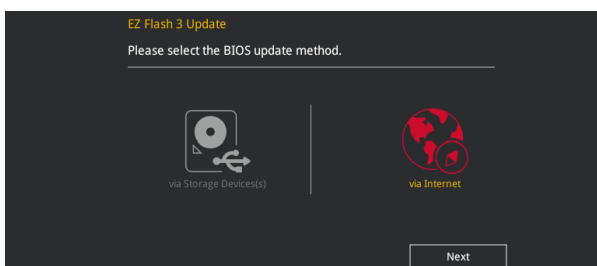 EZ Flash 3 Update
Please select the BIOS update method.
via Storage Devices(s)
via Internet
Next